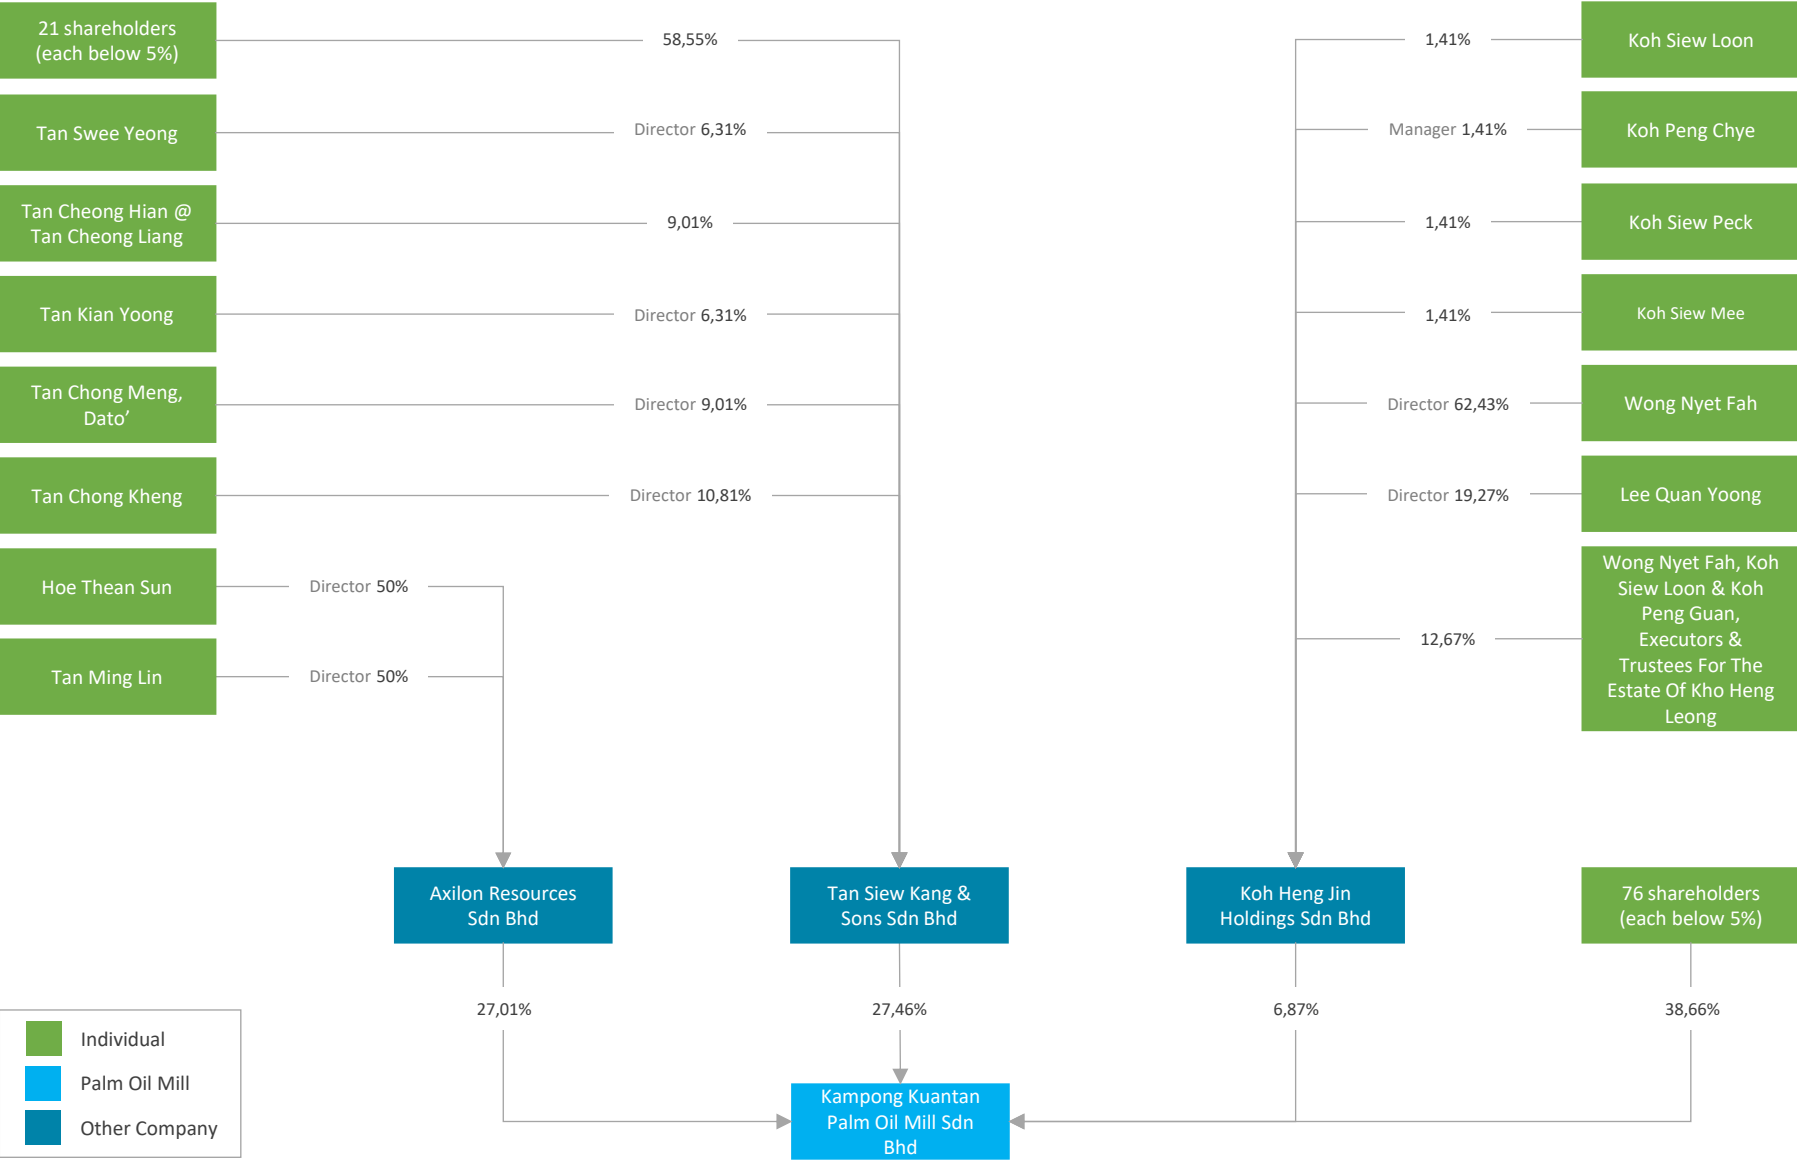 21 shareholders
(each below 5%)
58,55%
Tan Swee Yeong
Director 6,31%
Tan Cheong Hian @
Tan Cheong Liang
9,01%
Tan Kian Yoong
Director 6,31%
Tan Chong Meng,
Dato’
Director 9,01%
Tan Chong Kheng
Director 10,81%
Hoe Thean Sun
Director 50%
Tan Ming Lin
Director 50%
1,41%
Koh Siew Loon
Manager 1,41%
Koh Peng Chye
1,41%
Koh Siew Peck
1,41%
Koh Siew Mee
Director 62,43%
Wong Nyet Fah
Director 19,27%
Lee Quan Yoong
12,67%
Wong Nyet Fah, Koh
Siew Loon & Koh
Peng Guan,
Executors &
Trustees For The
Estate Of Kho Heng
Leong
Axilon Resources
Sdn Bhd
Tan Siew Kang &
Sons Sdn Bhd
Koh Heng Jin
Holdings Sdn Bhd
76 shareholders
(each below 5%)
27,01%
27,46%
6,87%
38,66%
Kampong Kuantan
Palm Oil Mill Sdn
Bhd
Individual
Palm Oil Mill
Other Company